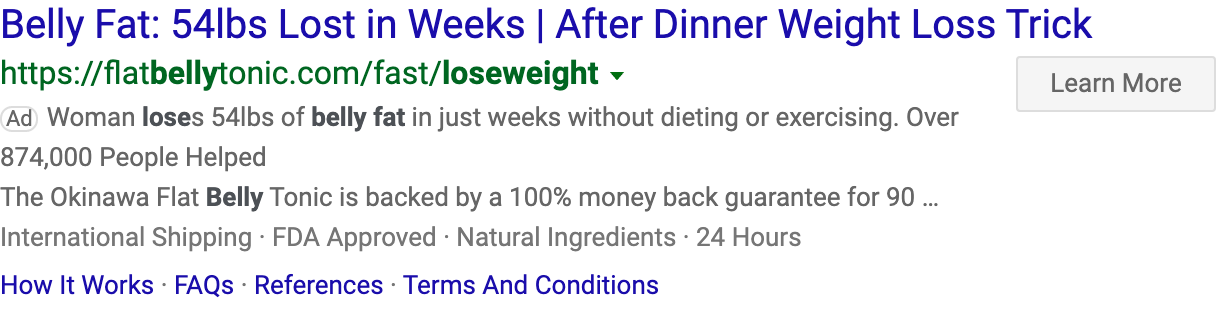 Belly Fat: 54lbs Lost in Weeks | After Dinner Weight Loss Trick
https://flatbellytonic.com/fast/loseweight
Learn More
Ad Woman loses 54lbs of belly fat in just weeks without dieting or exercising. Over
874,000 People Helped
The Okinawa Flat Belly Tonic is backed by a 100% money back guarantee for 90 ...
International Shipping · FDA Approved · Natural Ingredients · 24 Hours
How It Works · FAQs · References · Terms And Conditions